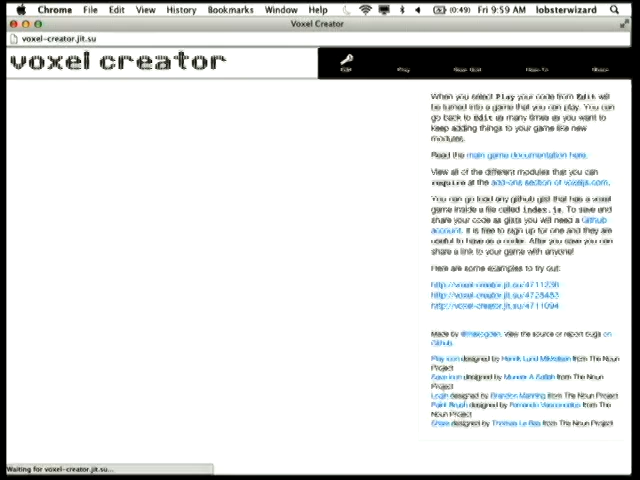 Chrome File Edit View History Bookmarks Window Help (0:49) Fri 9:59 AM lobsterwizard
Voxel Creator
voxel-creator.jit.su
voxel creator
Edit Play How-To Share
When you select Play your code from Edit will
be turned into a game that you can play. You can
go back to Edit as many times as you want to
keep adding things to your game like new
modules.
Read the main game documentation here.
View all of the different modules that you can
require at the add-ons section of voxeljs.com.
You can go load any github gist that has a voxel
game inside a file called index.js. To save and
share your code as gists you will need a Github
account. It is free to sign up for one and they are
useful to have as a coder. After you save you can
share a link to your game with anyone!
Here are some examples to try out:
http://voxel-creator.jit.su/4711236
http://voxel-creator.jit.su/4728483
http://voxel-creator.jit.su/4711094
Made by @maxogden. View the source or report bugs on
Github.
Play icon designed by Henrik Lund Mikkelsen from The Noun
Project
Save icon designed by from The Noun
Project
Login designed by Brandon Manning from The Noun Project
Paint Brush designed by Fernando Vasconcelos from The
Noun Project
Share designed by Thomas Le Bas from The Noun Project
Waiting for voxel-creator.jit.su...